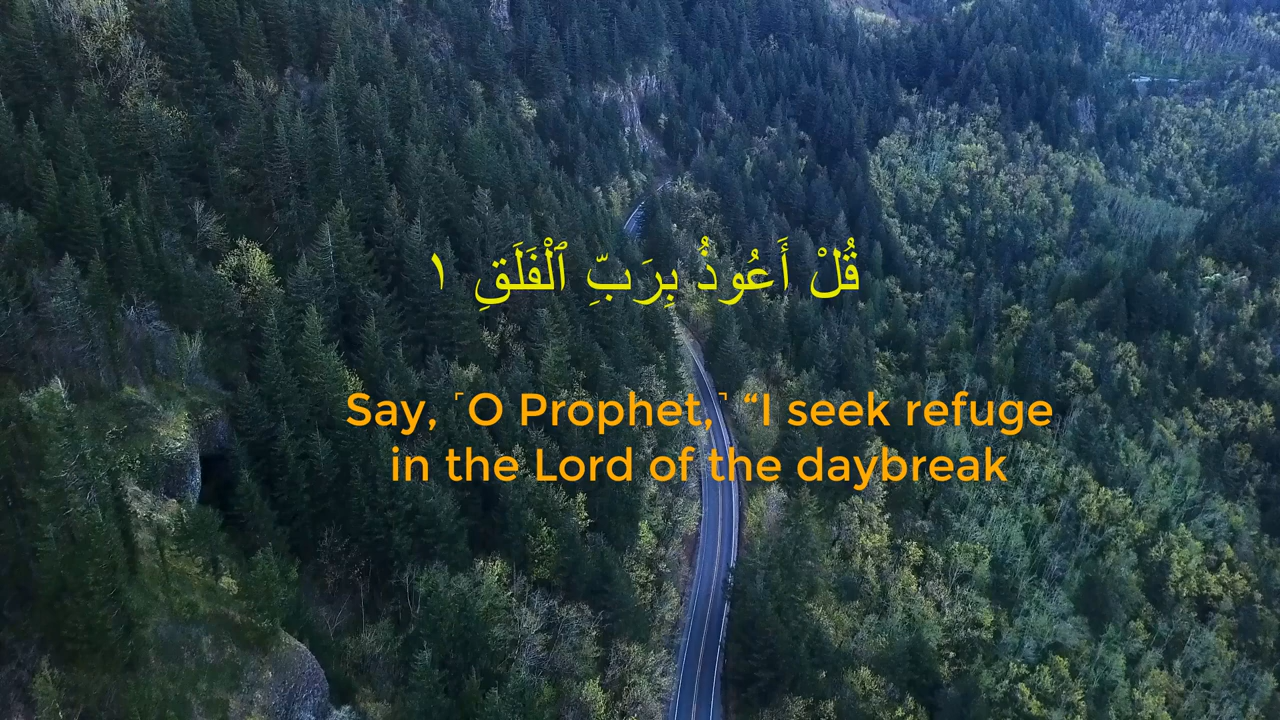 قُلْ أَعُوذُ بِرَبِّ ٱلْفَلَقِ ١
Say, ˹O Prophet,˺ “I seek refuge
in the Lord of the daybreak